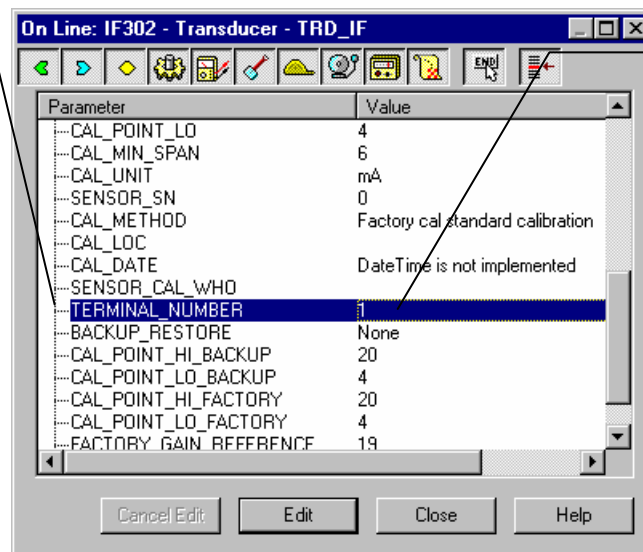 On Line: IF302 - Transducer - TRD_IF
END
Parameter Value
CAL_POINT_LO 4
CAL_MIN_SPAN 6
CAL_UNIT mA
SENSOR_SN 0
CAL_METHOD Factory cal standard calibration
CAL_LOC
CAL_DATE DateTime is not implemented
SENSOR_CAL_WHO
TERMINAL_NUMBER 1
BACKUP_RESTORE None
CAL_POINT_HI_BACKUP 20
CAL_POINT_LO_BACKUP 4
CAL_POINT_HI_FACTORY 20
CAL_POINT_LO_FACTORY 4
FACTORY_GAIN_REFERENCE 19
Cancel Edit Edit Close Help